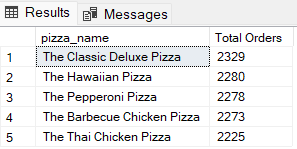 Results Messages
pizza_name Total Orders
1 The Classic Deluxe Pizza 2329
2 The Hawaiian Pizza 2280
3 The Pepperoni Pizza 2278
4 The Barbecue Chicken Pizza 2273
5 The Thai Chicken Pizza 2225